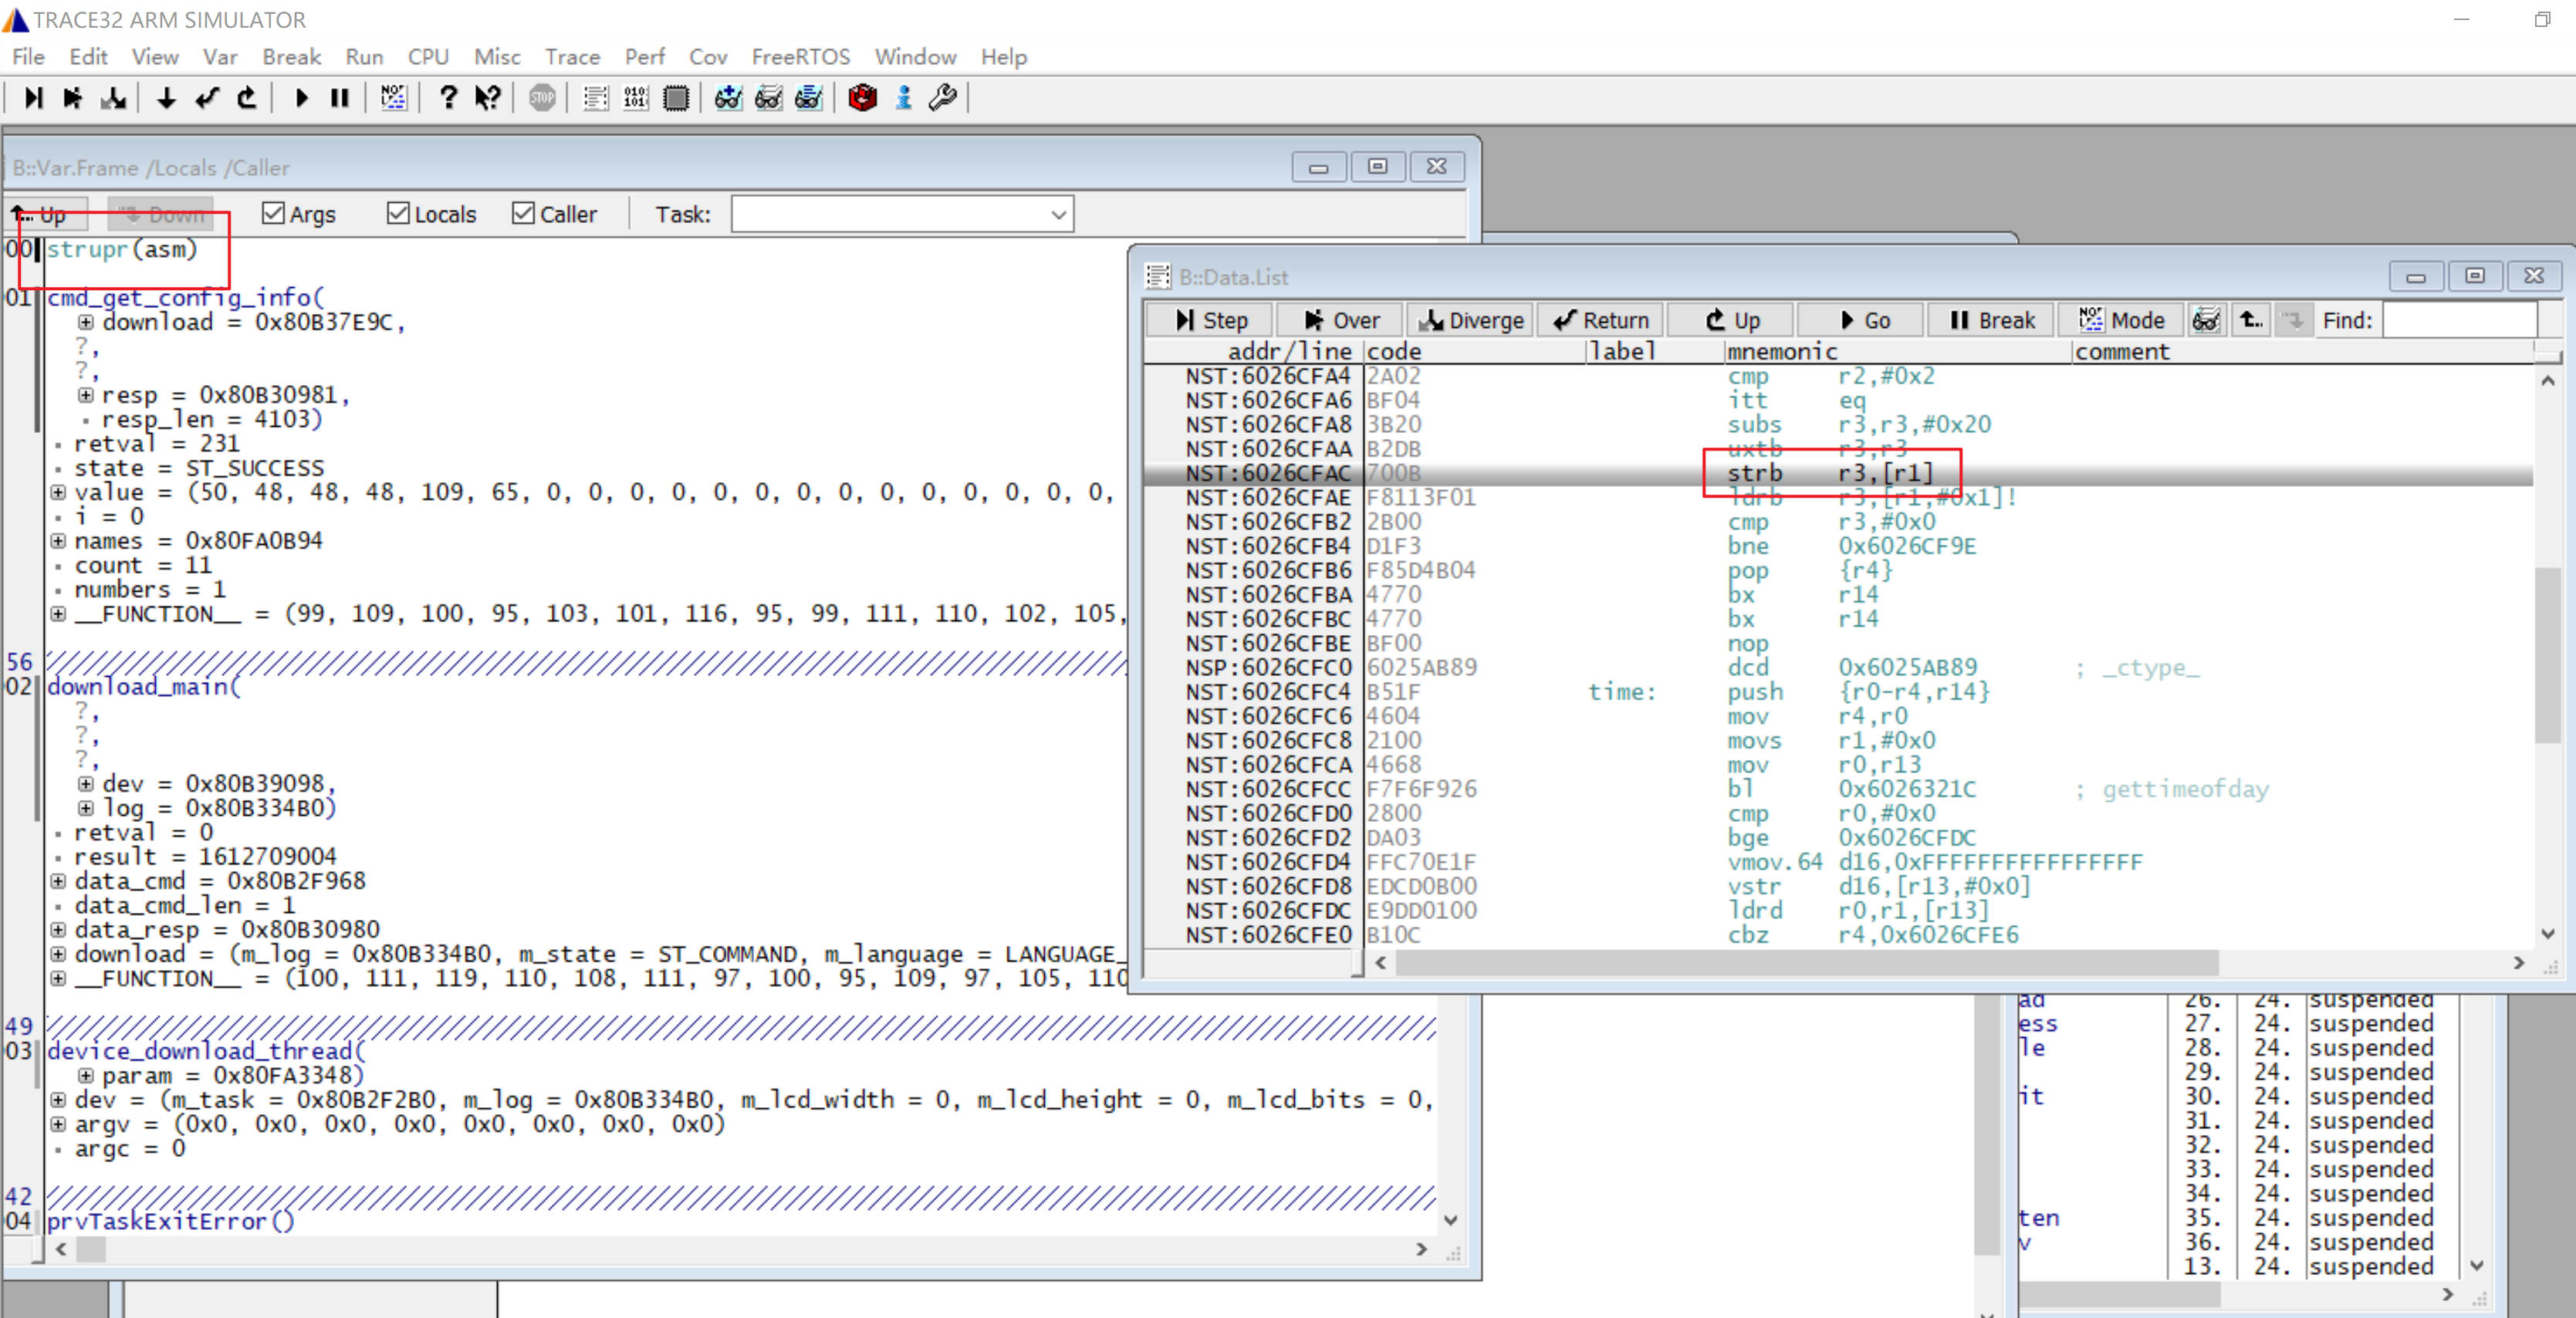 TRACE32 ARM SIMULATOR
File Edit View Var Break Run CPU Misc Trace Perf Cov FreeRTOS Window Help
B::Var.Frame /Locals /Caller
Up Down Args Locals Caller Task:
00 strupr(asm)
01 cmd_get_config_info(
download = 0x80B37E9C,
?,
?,
resp = 0x80B30981,
resp_len = 4103)
retval = 231
state = ST_SUCCESS
value = (50, 48, 48, 48, 109, 65, 0, 0, 0, 0, 0, 0, 0, 0, 0, 0, 0, 0, 0, 0,
i = 0
names = 0x80FA0B94
count = 11
numbers = 1
__FUNCTION__ = (99, 109, 100, 95, 103, 101, 116, 95, 99, 111, 110, 102, 105,
56
02 download_main(
?,
?,
?,
dev = 0x80B39098,
log = 0x80B334B0)
retval = 0
result = 1612709004
data_cmd = 0x80B2F968
data_cmd_len = 1
data_resp = 0x80B30980
download = (m_log = 0x80B334B0, m_state = ST_COMMAND, m_language = LANGUAGE_
__FUNCTION__ = (100, 111, 119, 110, 108, 111, 97, 100, 95, 109, 97, 105, 110
49
03 device_download_thread(
param = 0x80FA3348)
dev = (m_task = 0x80B2F2B0, m_log = 0x80B334B0, m_lcd_width = 0, m_lcd_height = 0, m_lcd_bits = 0,
argv = (0x0, 0x0, 0x0, 0x0, 0x0, 0x0, 0x0, 0x0)
argc = 0
42
04 prvTaskExitError()
B::Data.List
Step Over Diverge Return Up Go Break Mode Find:
addr/line code label mnemonic comment
NST:6026CFA4 2A02 cmp r2,#0x2
NST:6026CFA6 BF04 itt eq
NST:6026CFA8 3B20 subs r3,r3,#0x20
NST:6026CFAA B2DB uxtb r3,r3
NST:6026CFAC 700B strb r3,[r1]
NST:6026CFAE F8113F01 ldrb r3,[r1,#0x1]!
NST:6026CFB2 2B00 cmp r3,#0x0
NST:6026CFB4 D1F3 bne 0x6026CF9E
NST:6026CFB6 F85D4B04 pop {r4}
NST:6026CFBA 4770 bx r14
NST:6026CFBC 4770 bx r14
NST:6026CFBE BF00 nop
NSP:6026CFC0 6025AB89 dcd 0x6025AB89 ; _ctype_
NST:6026CFC4 B51F time: push {r0-r4,r14}
NST:6026CFC6 4604 mov r4,r0
NST:6026CFC8 2100 movs r1,#0x0
NST:6026CFCA 4668 mov r0,r13
NST:6026CFCC F7F6F926 bl 0x6026321C ; gettimeofday
NST:6026CFD0 2800 cmp r0,#0x0
NST:6026CFD2 DA03 bge 0x6026CFDC
NST:6026CFD4 FFC70E1F vmov.64 d16,0xFFFFFFFFFFFFFFFF
NST:6026CFD8 EDCD0B00 vstr d16,[r13,#0x0]
NST:6026CFDC E9DD0100 ldrd r0,r1,[r13]
NST:6026CFE0 B10C cbz r4,0x6026CFE6
ad 26. 24. suspended
ess 27. 24. suspended
le 28. 24. suspended
29. 24. suspended
it 30. 24. suspended
31. 24. suspended
32. 24. suspended
33. 24. suspended
34. 24. suspended
ten 35. 24. suspended
v 36. 24. suspended
13. 24. suspended